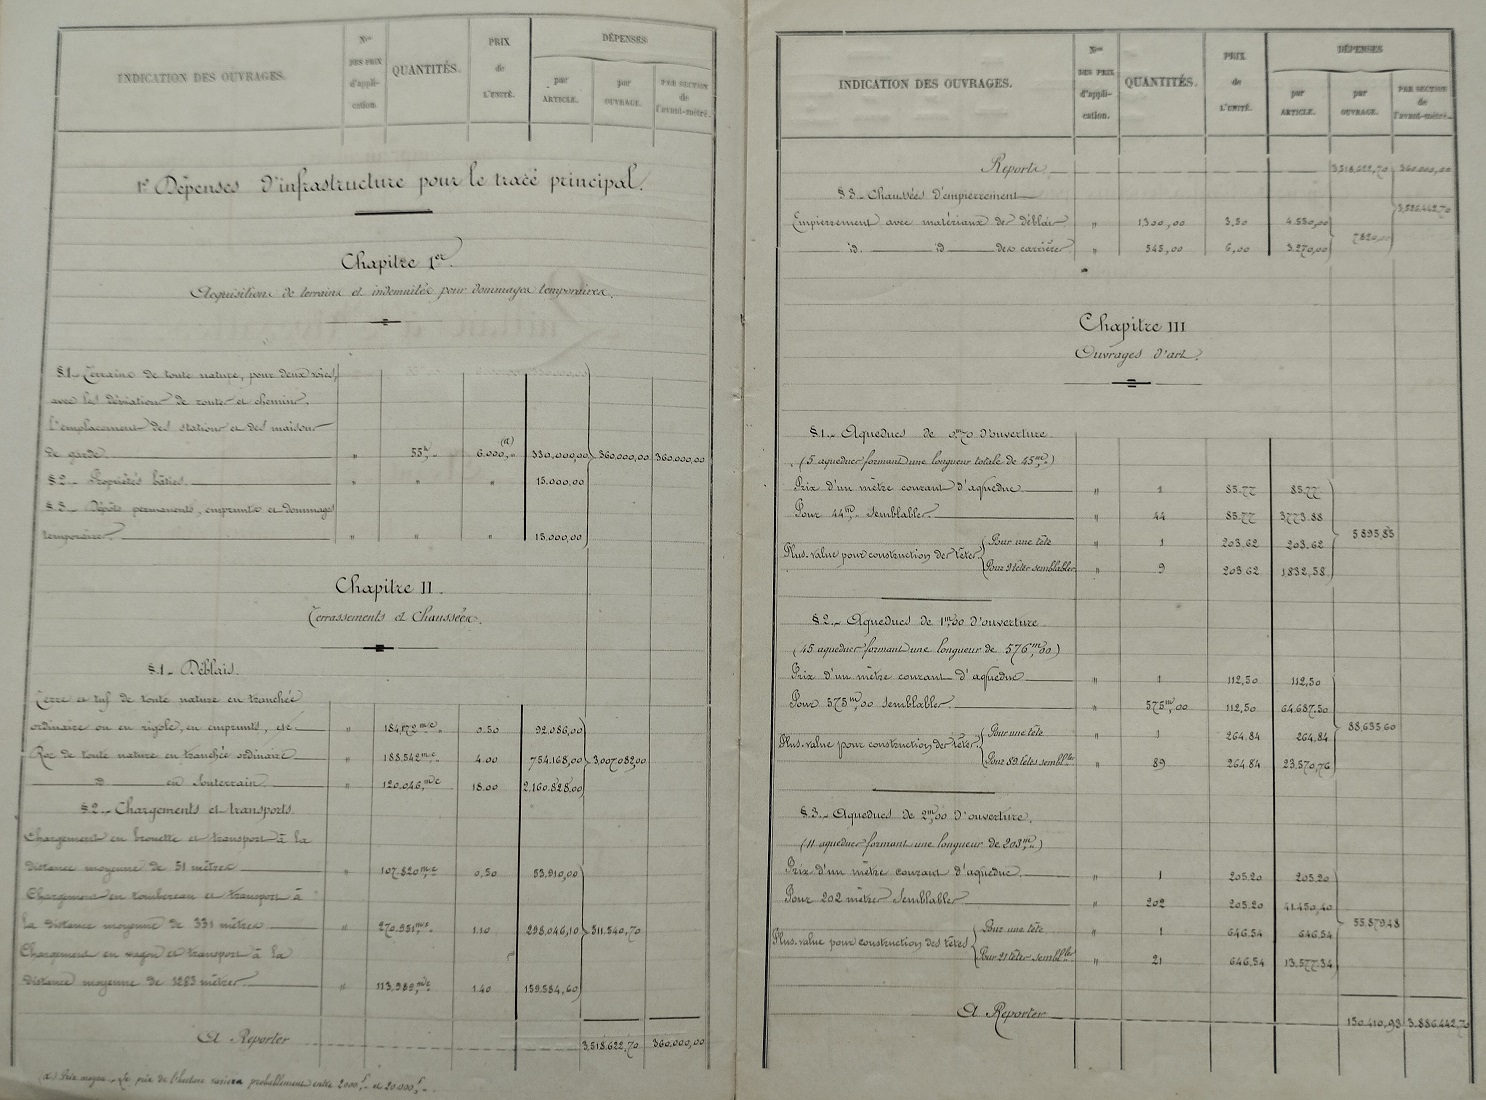 INDICATION DES OUVRAGES.
Nos DES PRIX d'appli-cation.
QUANTITÉS.
PRIX de L'UNITÉ.
DÉPENSES
par ARTICLE.
par OUVRAGE.
PAR SECTION de l'avant-métré.
1° Dépenses d'infrastructure pour le tracé principal.
Chapitre 1er
Acquisitions de terrains et indemnités pour dommages temporaires.
§.1. Terrains de toute nature, pour deux voies,
avec les déviations de routes et chemins,
l'emplacement des stations et des maisons
de garde " 55h," 6.000," (a) 330.000,00 360.000,00 360.000,00
§.2. Propriétés bâties. " " " 15.000,00
§.3. Dépôts permanents, emprunts et dommages
temporaires " " " 15.000,00
Chapitre II.
Terrassements et Chaussées.
§.1. Déblais.
Terre et tuf de toute nature en tranchée
ordinaire ou en rigole, en emprunts, etc. " 184.172mc," 0.50 92.086,00
Roc de toute nature en tranchée ordinaire " 188.542mc," 4.00 754.168,00 3,007.082,00
d° en souterrain. " 120.046,mc 18.00 2,160.828,00
§.2. Chargements et transports.
Chargement en brouette et transport à la
distance moyenne de 51 mètres " 107.820mc 0,50 53,910,00
Chargement en tombereau et transport à
la distance moyenne de 331 mètres " 270.951mc 1.10 298.046,10 511.540,70
Chargement en wagon et transport à la
distance moyenne de 1283 mètres " 113,989,mc 1.40 159.584,60
A Reporter 3,518.622,70 360.000,00
(a) Prix moyen. Le prix de l'hectare variera probablement entre 2000f," et 20.000f,"
INDICATION DES OUVRAGES.
Nos DES PRIX d'appli-cation.
QUANTITÉS.
PRIX de L'UNITÉ.
DÉPENSES
par ARTICLE.
par OUVRAGE.
PAR SECTION de l'avant-métré.
Reports 3,518,622,70 360.000,00
§ 3. Chaussées d'empierrement
3,526,442,70
Empierrement avec matériaux de déblais " 1300,00 3,50 4.550,00
7820,00
id. id des carrières " 545,00 6,00 3.270,00
Chapitre III
Ouvrages d'art.
§.1. Aqueducs de 0m70 d'ouverture
(5 aqueducs formant une longueur totale de 45m,")
Prix d'un mètre courant d'aqueduc " 1 85.77 85.77
Pour 44m," semblables. " 44 85.77 3773.88
5895,85
Plus-value pour construction des têtes
Pour une tête " 1 203.62 203.62
Pour 9 têtes semblables " 9 203.62 1832,58
§2. Aqueducs de 1m,00 d'ouverture
(45 aqueducs formant une longueur de 576m,00)
Prix d'un mètre courant d'aqueduc " 1 112,50 112,50
Pour 575m,00 semblables. " 575m,00 112,50 64.687.50
88,635.60
Plus-value pour construction des têtes.
Pour une tête " 1 264,84 264,84
Pour 89 têtes semblbles " 89 264.84 23,570,76
§.3. Aqueducs de 2m,00 d'ouverture.
(11 aqueducs formant une longueur de 203m,")
Prix d'un mètre courant d'aqueduc. " 1 205.20 205.20
Pour 202 mètres semblables " 202 205.20 41.450,40
55.879.48
Plus-value pour construction des têtes
Pour une tête " 1 646.54 646.54
Pour 21 têtes semblbles " 21 646,54 13.577.34
A Reporter 150.410,93 3.886.442,70